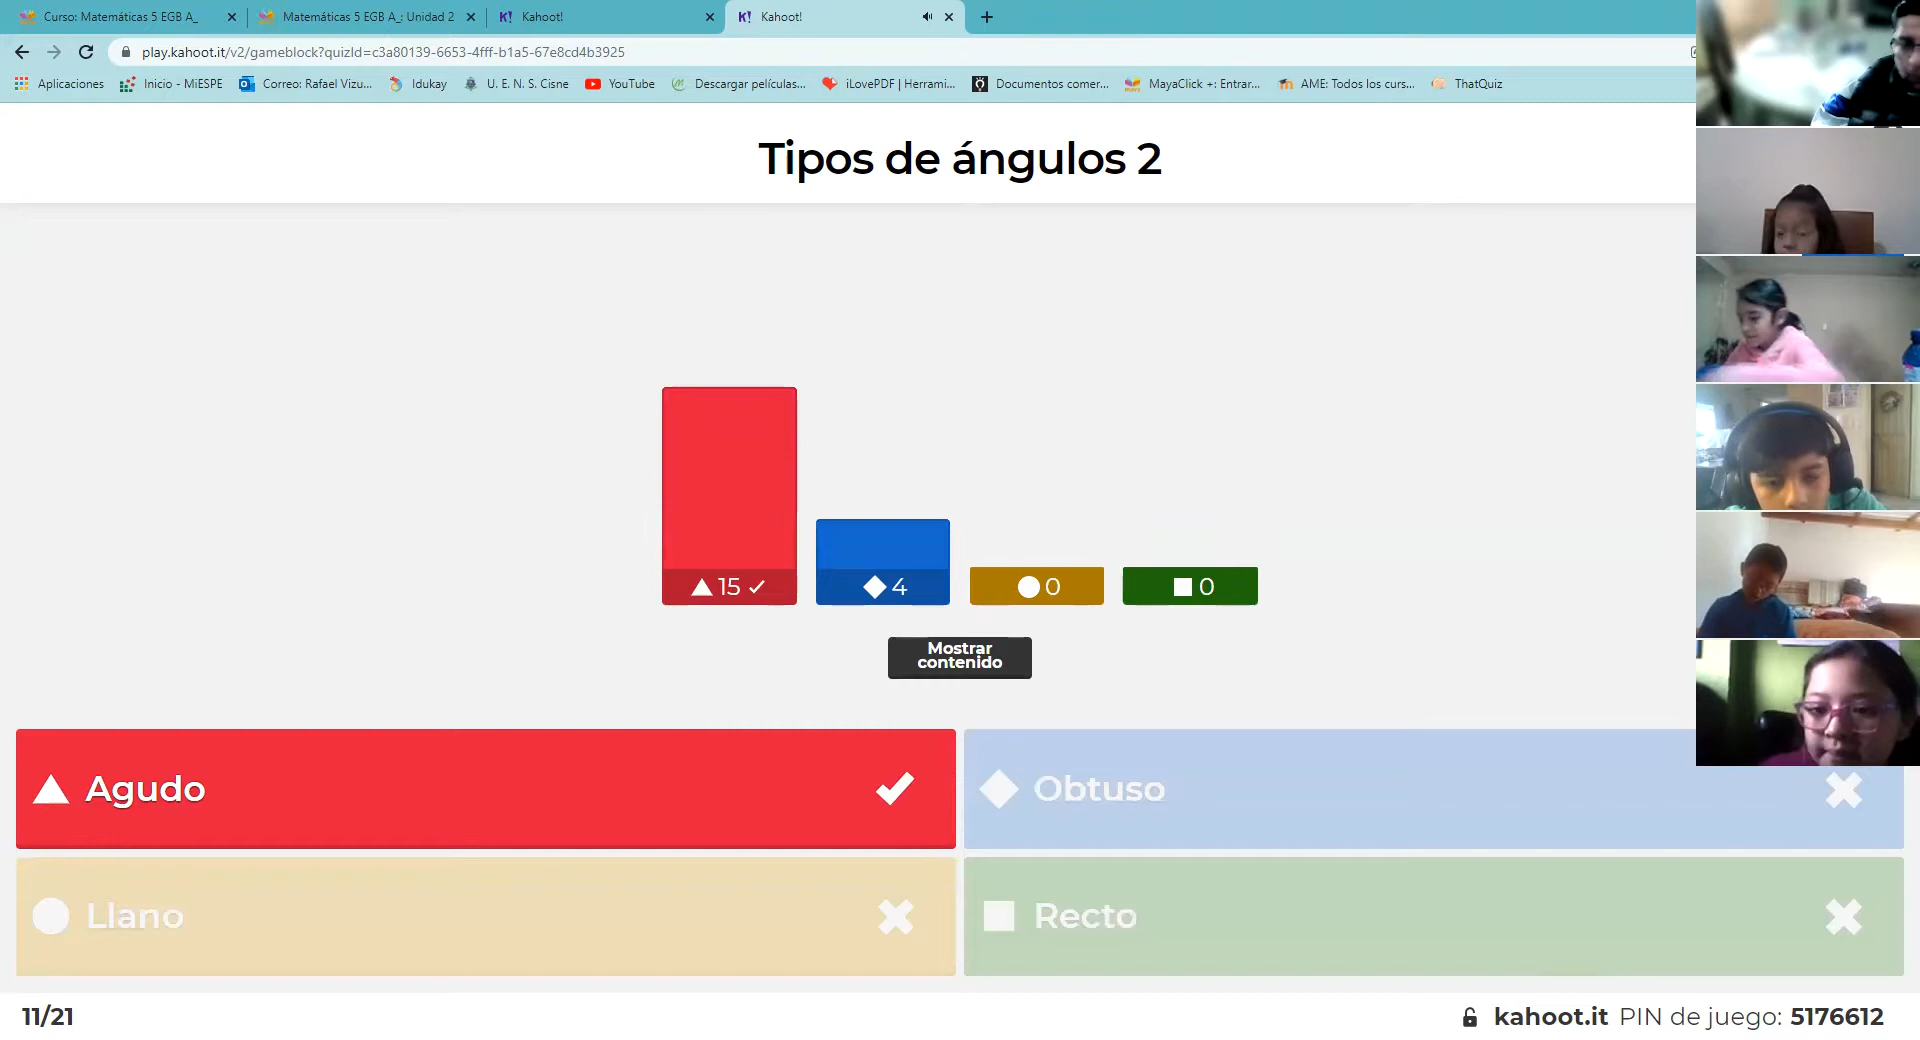 Curso: Matemáticas 5 EGB A_
Matemáticas 5 EGB A_: Unidad 2
K! Kahoot!
K! Kahoot!
play.kahoot.it/v2/gameblock?quizId=c3a80139-6653-4fff-b1a5-67e8cd4b3925
Aplicaciones
Inicio - MiESPE
Correo: Rafael Vizu...
Idukay
U. E. N. S. Cisne
YouTube
Descargar películas...
iLovePDF | Herrami...
Documentos comer...
MayaClick +: Entrar...
AME: Todos los curs...
ThatQuiz
Tipos de ángulos 2
15
4
0
0
Mostrar
contenido
Agudo
Obtuso
Llano
Recto
11/21
kahoot.it PIN de juego: 5176612